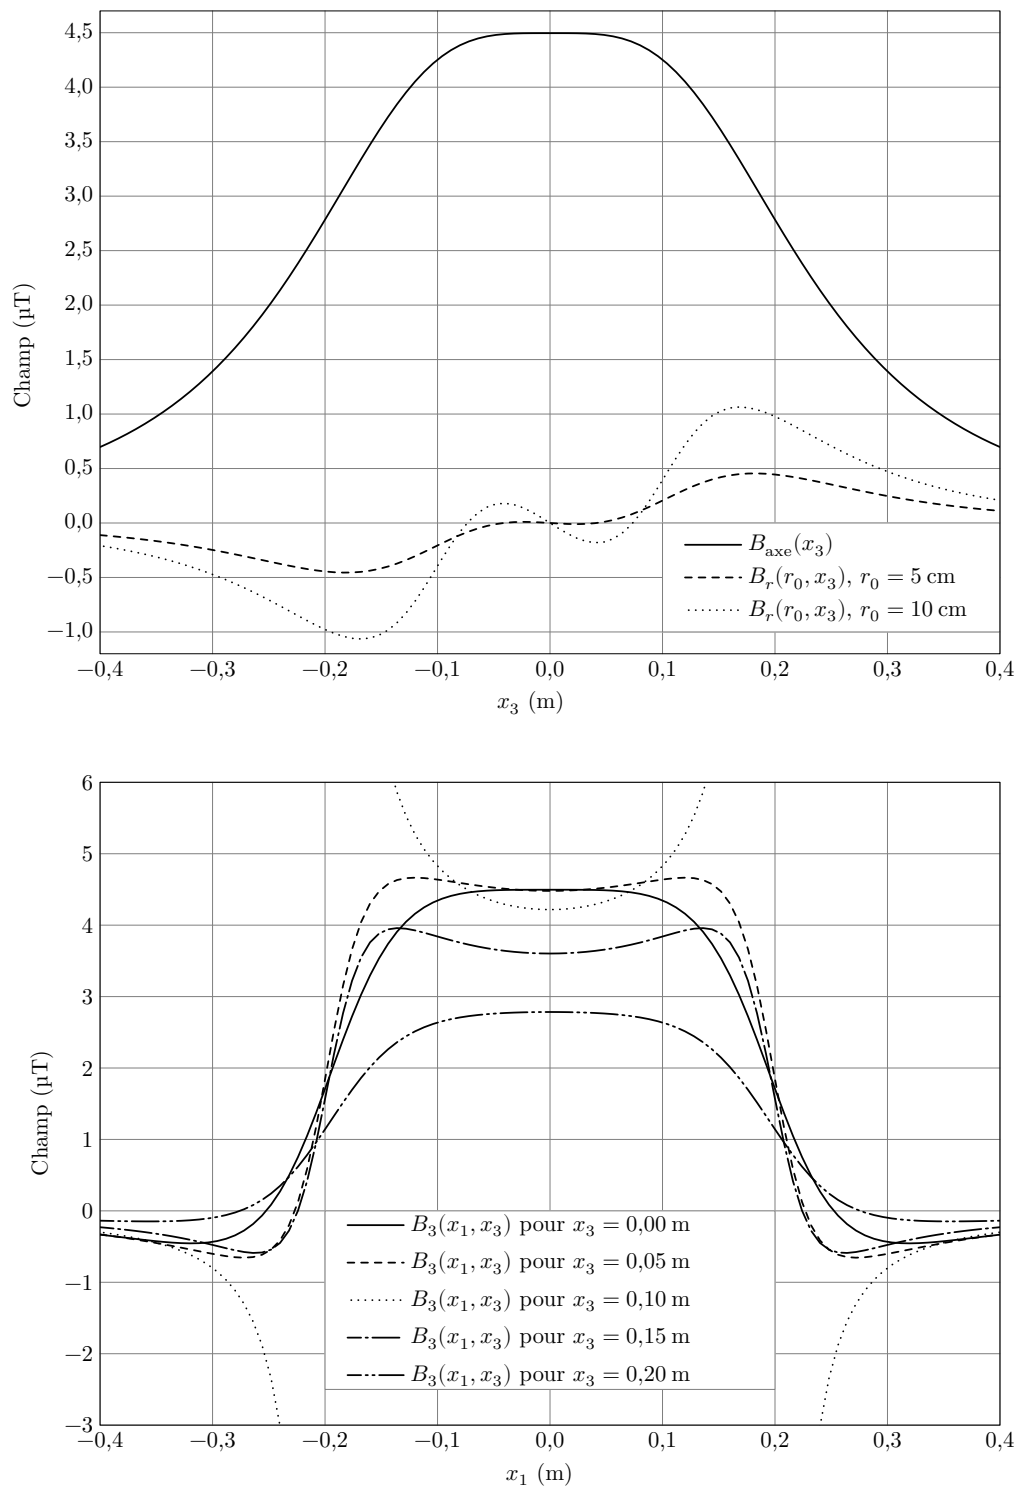 4,5
4,0
3,5
3,0
2,5
2,0
1,5
1,0
0,5
0,0
−0,5
−1,0
Champ (µT)
B_axe(x_3)
B_r(r_0, x_3), r_0 = 5 cm
B_r(r_0, x_3), r_0 = 10 cm
−0,4 −0,3 −0,2 −0,1 0,0 0,1 0,2 0,3 0,4
x_3 (m)
6
5
4
3
2
1
0
−1
−2
−3
Champ (µT)
B_3(x_1, x_3) pour x_3 = 0,00 m
B_3(x_1, x_3) pour x_3 = 0,05 m
B_3(x_1, x_3) pour x_3 = 0,10 m
B_3(x_1, x_3) pour x_3 = 0,15 m
B_3(x_1, x_3) pour x_3 = 0,20 m
−0,4 −0,3 −0,2 −0,1 0,0 0,1 0,2 0,3 0,4
x_1 (m)